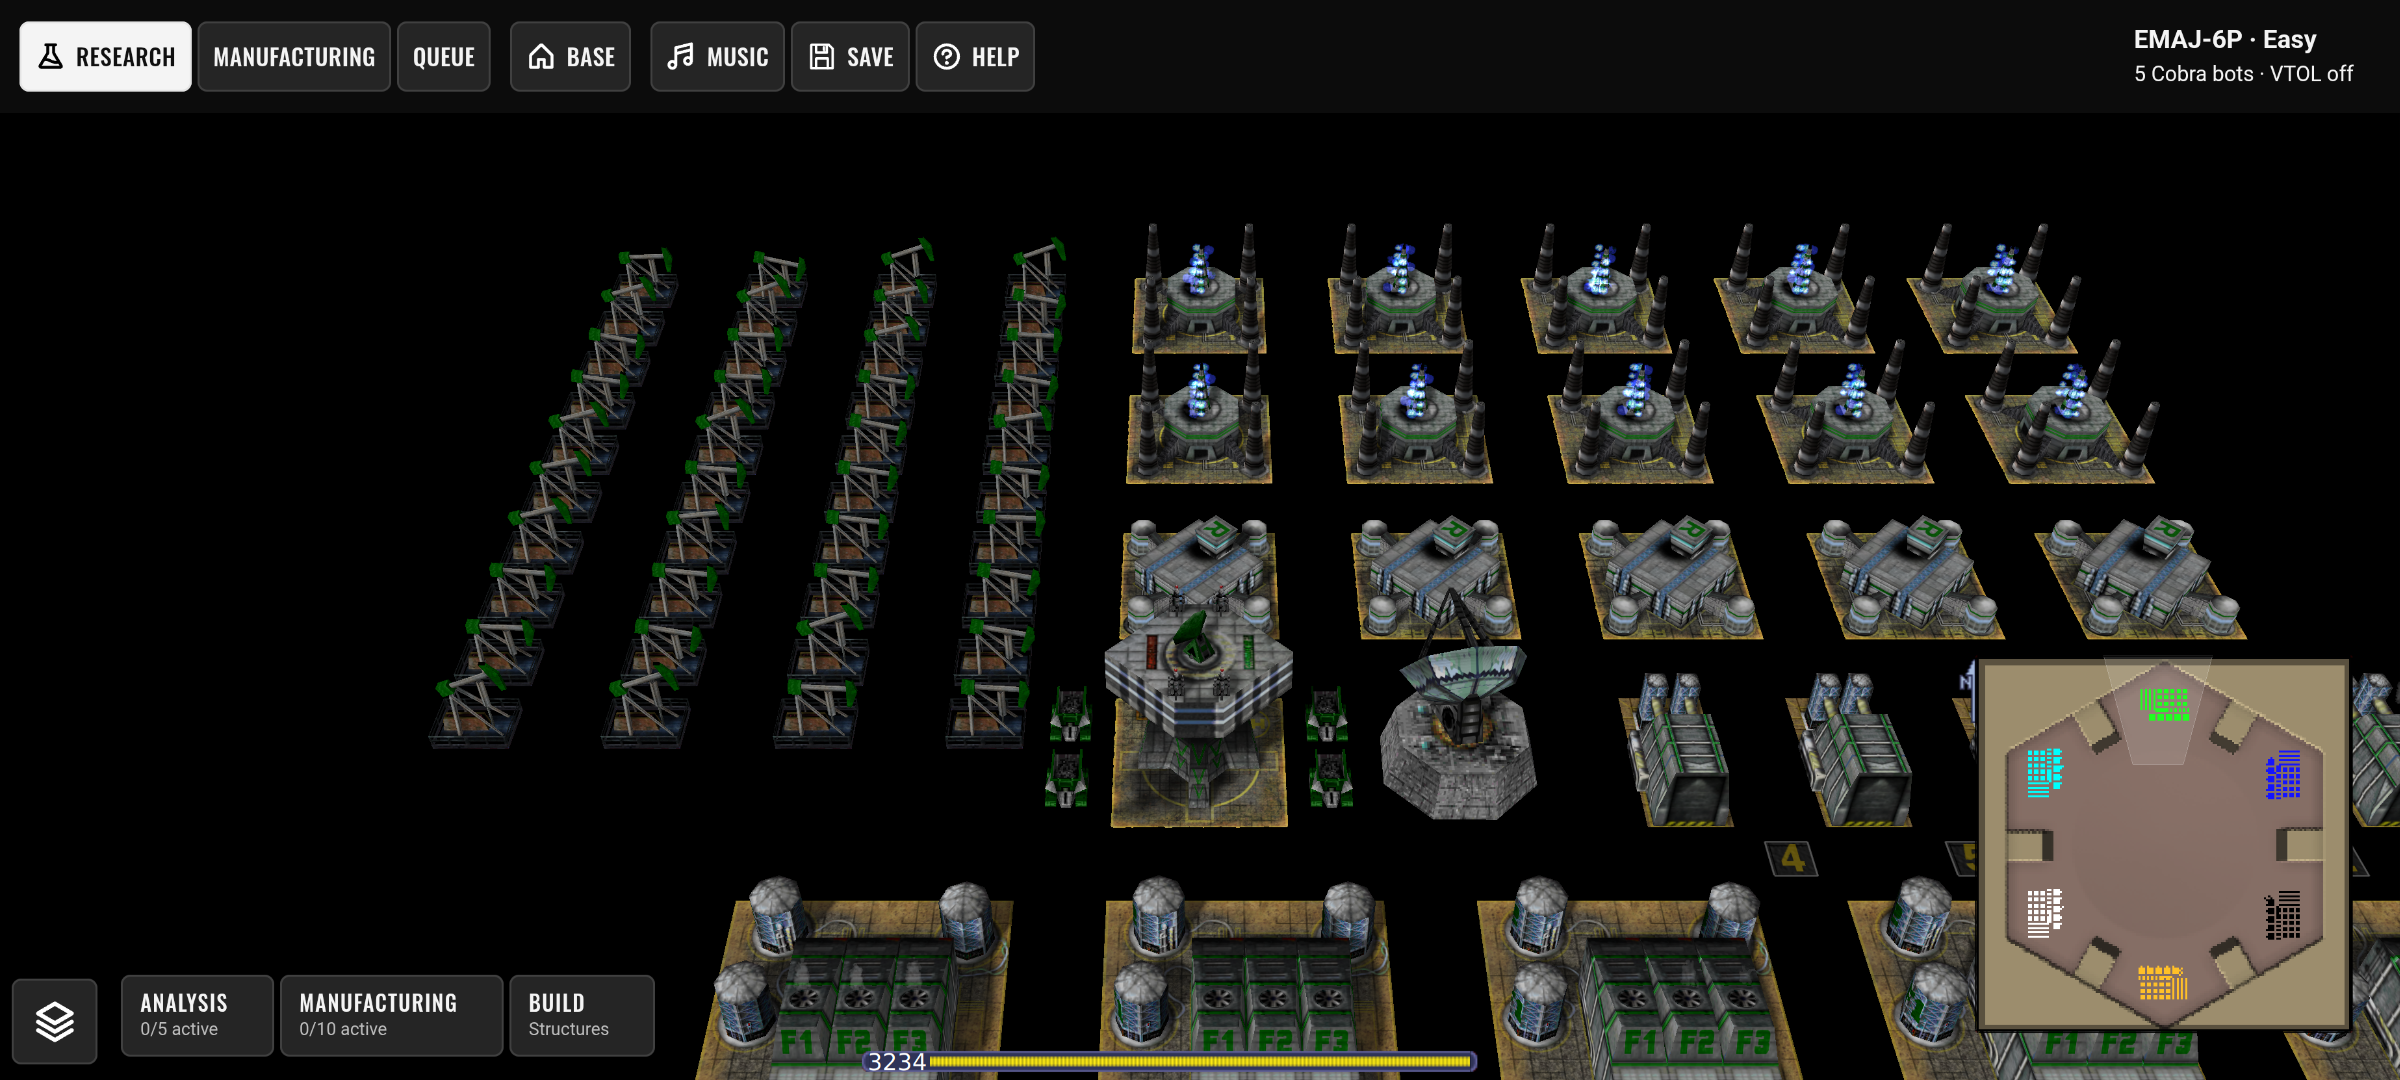 RESEARCH
MANUFACTURING
QUEUE
BASE
MUSIC
SAVE
HELP
EMAJ-6P · Easy
5 Cobra bots · VTOL off
R
R
R
R
R
N
4
5
ANALYSIS
0/5 active
MANUFACTURING
0/10 active
BUILD
Structures
F1 F2 F3
F1 F2 F3
F1 F2 F3
F1 F2 F3
3234